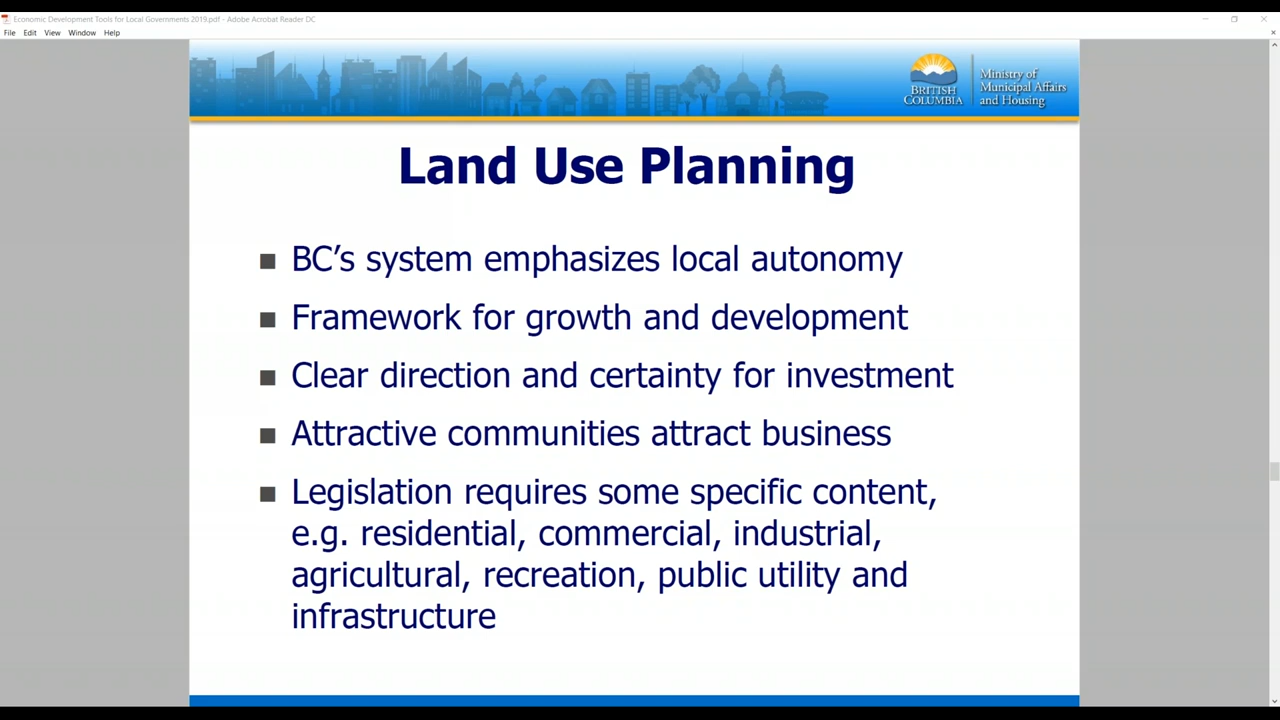 Economic Development Tools for Local Governments 2019.pdf - Adobe Acrobat Reader DC
File Edit View Window Help
BRITISH
COLUMBIA
Ministry of
Municipal Affairs
and Housing
Land Use Planning
BC’s system emphasizes local autonomy
Framework for growth and development
Clear direction and certainty for investment
Attractive communities attract business
Legislation requires some specific content,
e.g. residential, commercial, industrial,
agricultural, recreation, public utility and
infrastructure